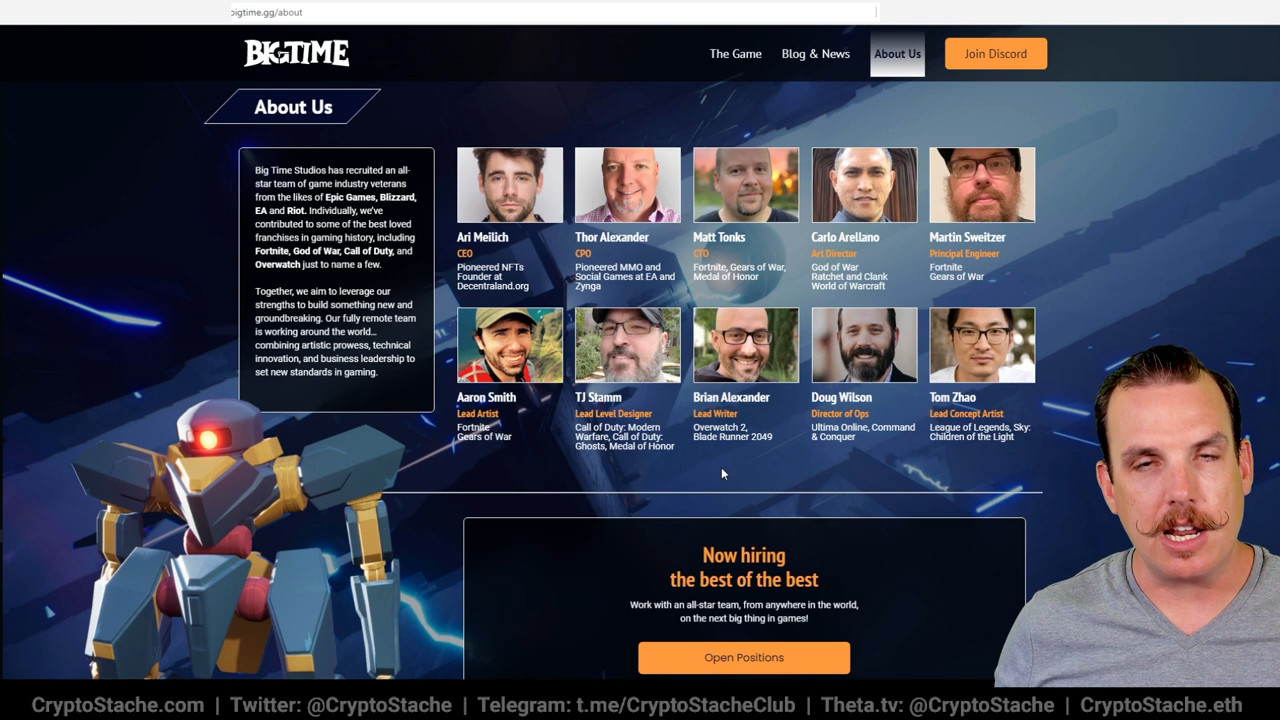 bigtime.gg/about
BIGTIME
The Game
Blog & News
About Us
Join Discord
About Us
Big Time Studios has recruited an all-
star team of game industry veterans
from the likes of Epic Games, Blizzard,
EA and Riot. Individually, we've
contributed to some of the best loved
franchises in gaming history, including
Fortnite, God of War, Call of Duty, and
Overwatch just to name a few.
Together, we aim to leverage our
strengths to build something new and
groundbreaking. Our fully remote team
is working around the world...
combining artistic prowess, technical
innovation, and business leadership to
set new standards in gaming.
Ari Meilich
CEO
Pioneered NFTs
Founder at
Decentraland.org
Thor Alexander
CPO
Pioneered MMO and
Social Games at EA and
Zynga
Matt Tonks
CTO
Fortnite, Gears of War,
Medal of Honor
Carlo Arellano
Art Director
God of War
Ratchet and Clank
World of Warcraft
Martin Sweitzer
Principal Engineer
Fortnite
Gears of War
Aaron Smith
Lead Artist
Fortnite
Gears of War
TJ Stamm
Lead Level Designer
Call of Duty: Modern
Warfare, Call of Duty:
Ghosts, Medal of Honor
Brian Alexander
Lead Writer
Overwatch 2,
Blade Runner 2049
Doug Wilson
Director of Ops
Ultima Online, Command
& Conquer
Tom Zhao
Lead Concept Artist
League of Legends, Sky:
Children of the Light
Now hiring
the best of the best
Work with an all-star team, from anywhere in the world,
on the next big thing in games!
Open Positions
CryptoStache.com | Twitter: @CryptoStache | Telegram: t.me/CryptoStacheClub | Theta.tv: @CryptoStache | CryptoStache.eth